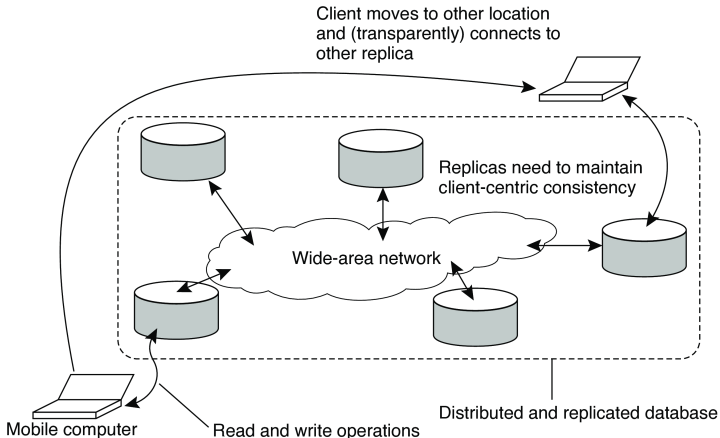 Client moves to other location
and (transparently) connects to
other replica
Replicas need to maintain
client-centric consistency
Wide-area network
Distributed and replicated database
Mobile computer
Read and write operations